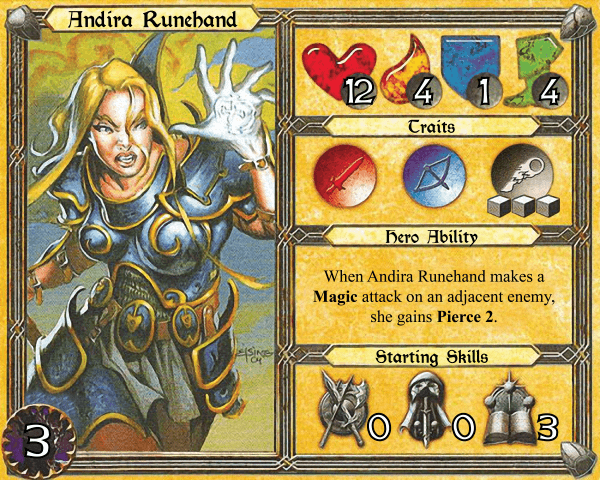 Andira Runehand
12 4 1 4
Traits
Hero Ability
When Andira Runehand makes a
Magic attack on an adjacent enemy,
she gains Pierce 2.
Starting Skills
0 0 3
3